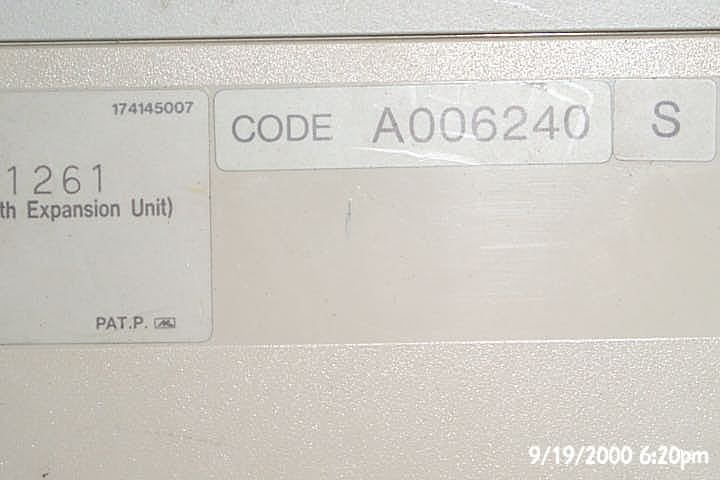 174145007
CODE A006240
S
1261
th Expansion Unit)
PAT.P.
9/19/2000 6:20pm